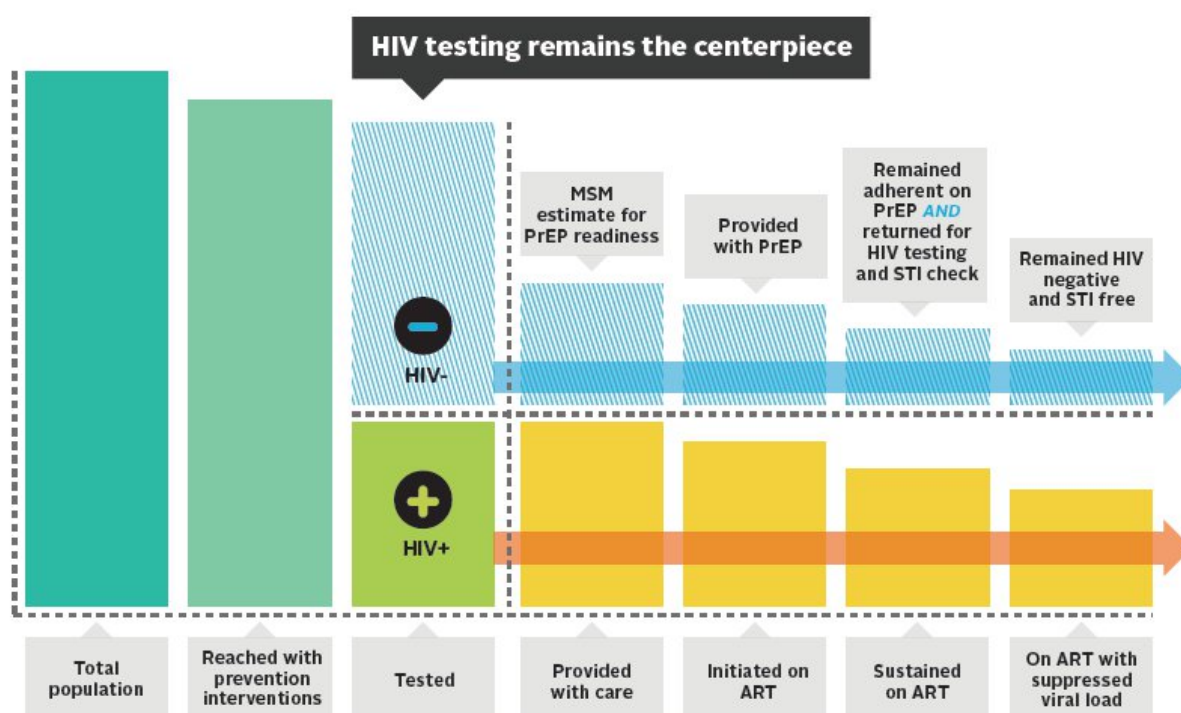 HIV testing remains the centerpiece
MSM
estimate for
PrEP readiness
Provided
with PrEP
Remained
adherent on
PrEP AND
returned for
HIV testing
and STI check
Remained HIV
negative
and STI free
HIV-
HIV+
Total
population
Reached with
prevention
interventions
Tested
Provided
with care
Initiated on
ART
Sustained
on ART
On ART with
suppressed
viral load